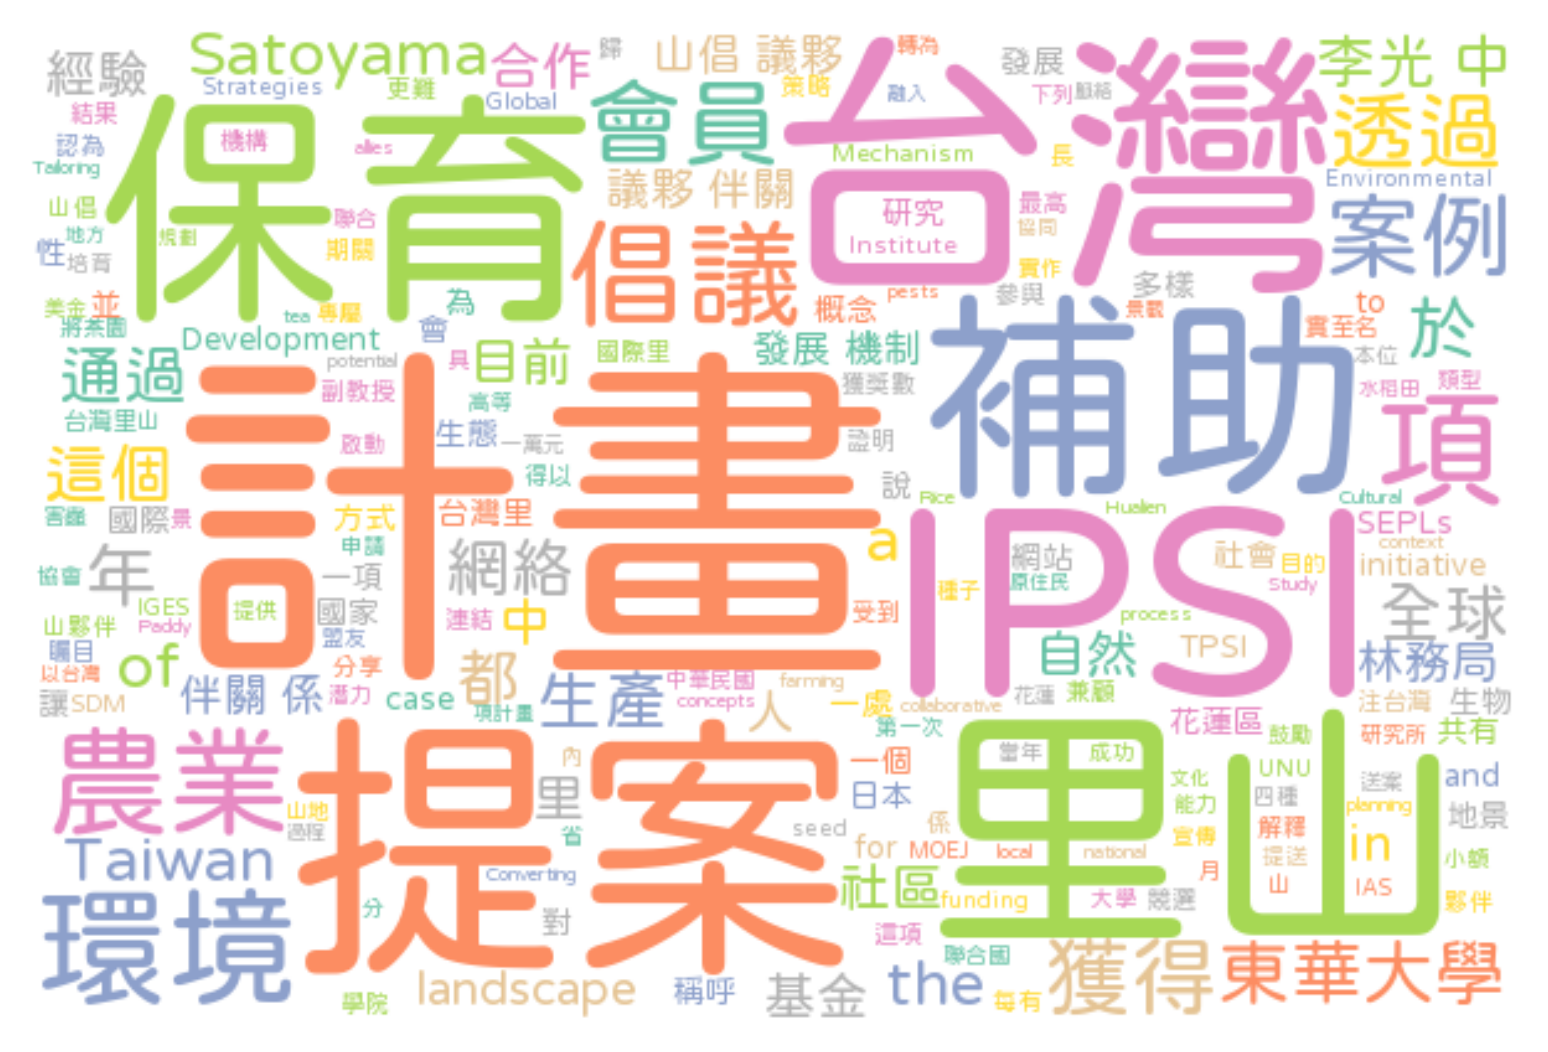 經驗
Satoyama
合作
歸
山倡 議夥
轉為
發展
李光 中
Strategies
更難
Global
會員
策略
融入
台灣
下列
脈絡
結果
保育
機構
認為
allies
Mechanism
長
透過
Tailoring
議夥 伴關
Environmental
山倡
聯合
研究
最高
案例
地方
規劃
倡議
Institute
協同
性
培育
期關
實作
多樣
美金
並
專屬
為
概念
pests
參與
景觀
to
將茶園
tea
會
補助
實至名
於
Development
目前
國際里
發展 機制
本位
通過
potential
具
獲獎數
水稻田
類型
副教授
計畫
高等
項
台灣里山
啟動
生態
一萬元
證明
這個
得以
說
Rice
Cultural
害蟲
國際
景
方式
台灣里
Hualien
SEPLs
年
申請
網絡
a
IPSI
網站
社會
目的
context
協會
一項
種子
原住民
Study
initiative
IGES
提供
國家
連結
中
受到
process
全球
Paddy
山夥伴
盟友
自然
TPSI
矚目
of
分享
都
林務局
以台灣
伴關 係
潛力
case
生產
中華民國
farming
一處
花蓮
兼顧
讓
SDM
項計畫
concepts
人
collaborative
注台灣
生物
農業
提案
第一次
里山
花蓮區
鼓勵
研究所
共有
內
一個
當年
成功
UNU
送案
and
山地
里
日本
文化
四種
planning
地景
過程
省
seed
係
能力
解釋
in
Taiwan
for
MOEJ
local
national
宣傳
提送
小額
Converting
社區
月
山
IAS
環境
分
對
funding
大學
競選
夥伴
這項
聯合國
學院
landscape
稱呼
基金
the
每有
獲得
東華大學